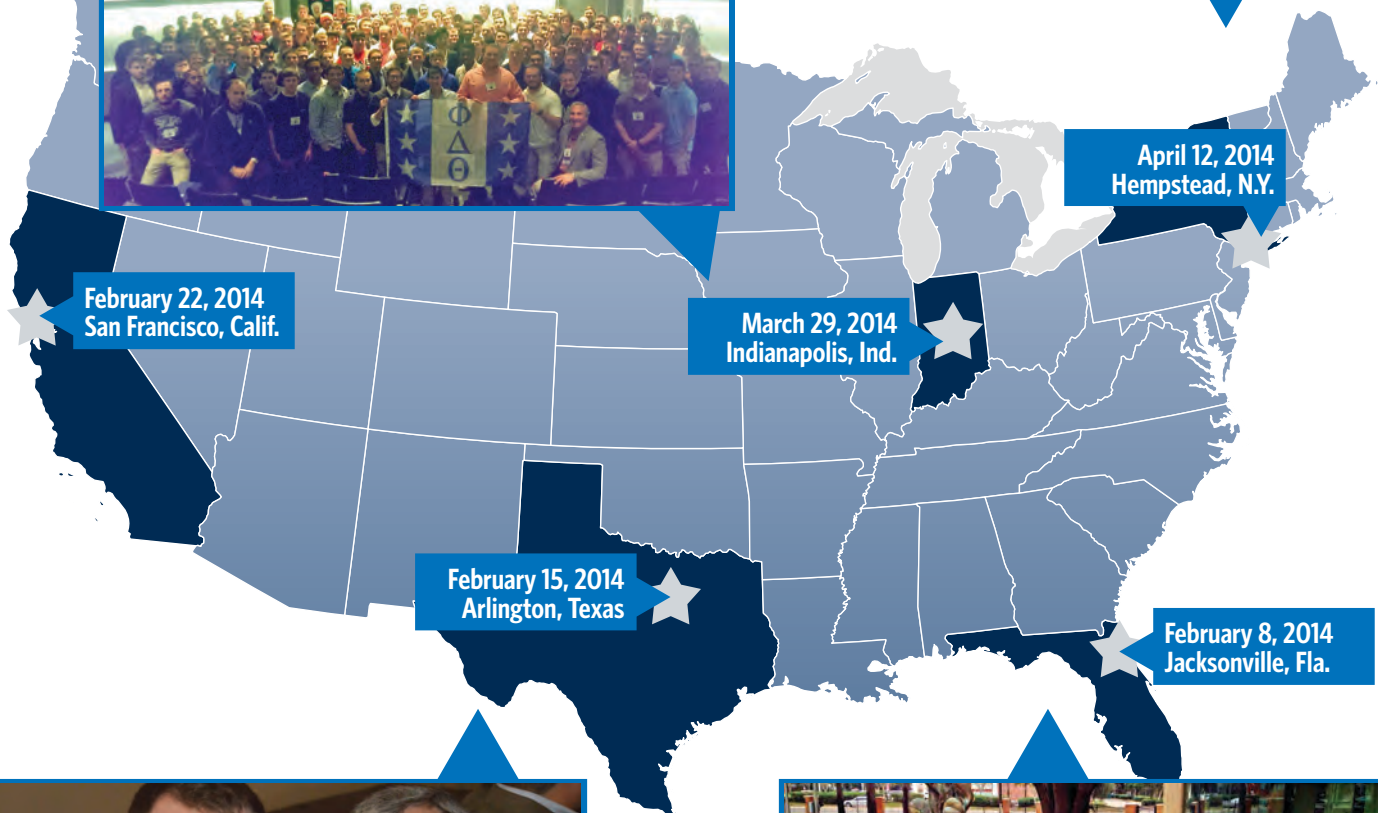 Φ
Δ
Θ
April 12, 2014
Hempstead, N.Y.
February 22, 2014
San Francisco, Calif.
March 29, 2014
Indianapolis, Ind.
February 15, 2014
Arlington, Texas
February 8, 2014
Jacksonville, Fla.